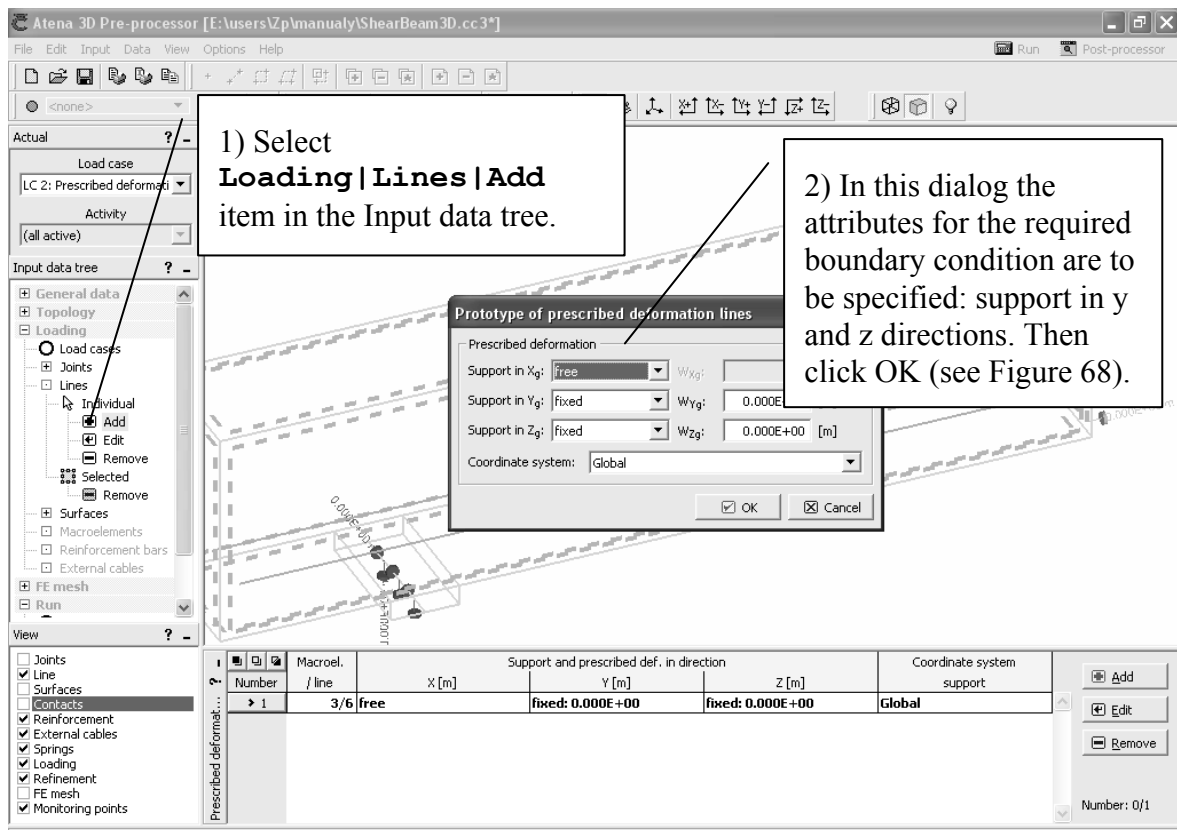 Atena 3D Pre-processor [E:\users\Zp\manualy\ShearBeam3D.cc3*]
File Edit Input Data View Options Help
Run Post-processor
<none>
1) Select
Loading|Lines|Add
item in the Input data tree.
2) In this dialog the
attributes for the required
boundary condition are to
be specified: support in y
and z directions. Then
click OK (see Figure 68).
Actual ? -
Load case
LC 2: Prescribed deformati
Activity
(all active)
Input data tree ? -
General data
Topology
Loading
Load cases
Joints
Lines
Individual
Add
Edit
Remove
Selected
Remove
Surfaces
Macroelements
Reinforcement bars
External cables
FE mesh
Run
Prototype of prescribed deformation lines
Prescribed deformation
Support in Xg: free WXg:
Support in Yg: fixed WYg: 0.000E
Support in Zg: fixed WZg: 0.000E+00 [m]
Coordinate system: Global
OK Cancel
View ? -
Joints
Line
Surfaces
Contacts
Reinforcement
External cables
Springs
Loading
Refinement
FE mesh
Monitoring points
Prescribed deformat...
Macroel. Support and prescribed def. in direction Coordinate system
Number / line X [m] Y [m] Z [m] support
1 3/6 free fixed: 0.000E+00 fixed: 0.000E+00 Global
Add
Edit
Remove
Number: 0/1